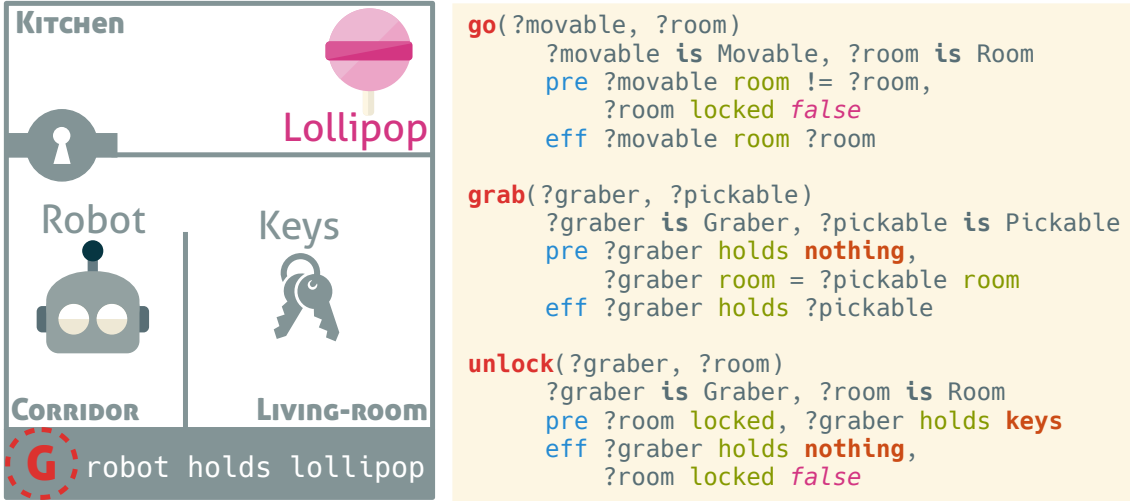 Kitchen
Lollipop
Robot
Keys
Corridor
Living-room
G
robot holds lollipop
go(?movable, ?room)
?movable is Movable, ?room is Room
pre ?movable room != ?room,
?room locked false
eff ?movable room ?room
grab(?graber, ?pickable)
?graber is Graber, ?pickable is Pickable
pre ?graber holds nothing,
?graber room = ?pickable room
eff ?graber holds ?pickable
unlock(?graber, ?room)
?graber is Graber, ?room is Room
pre ?room locked, ?graber holds keys
eff ?graber holds nothing,
?room locked false